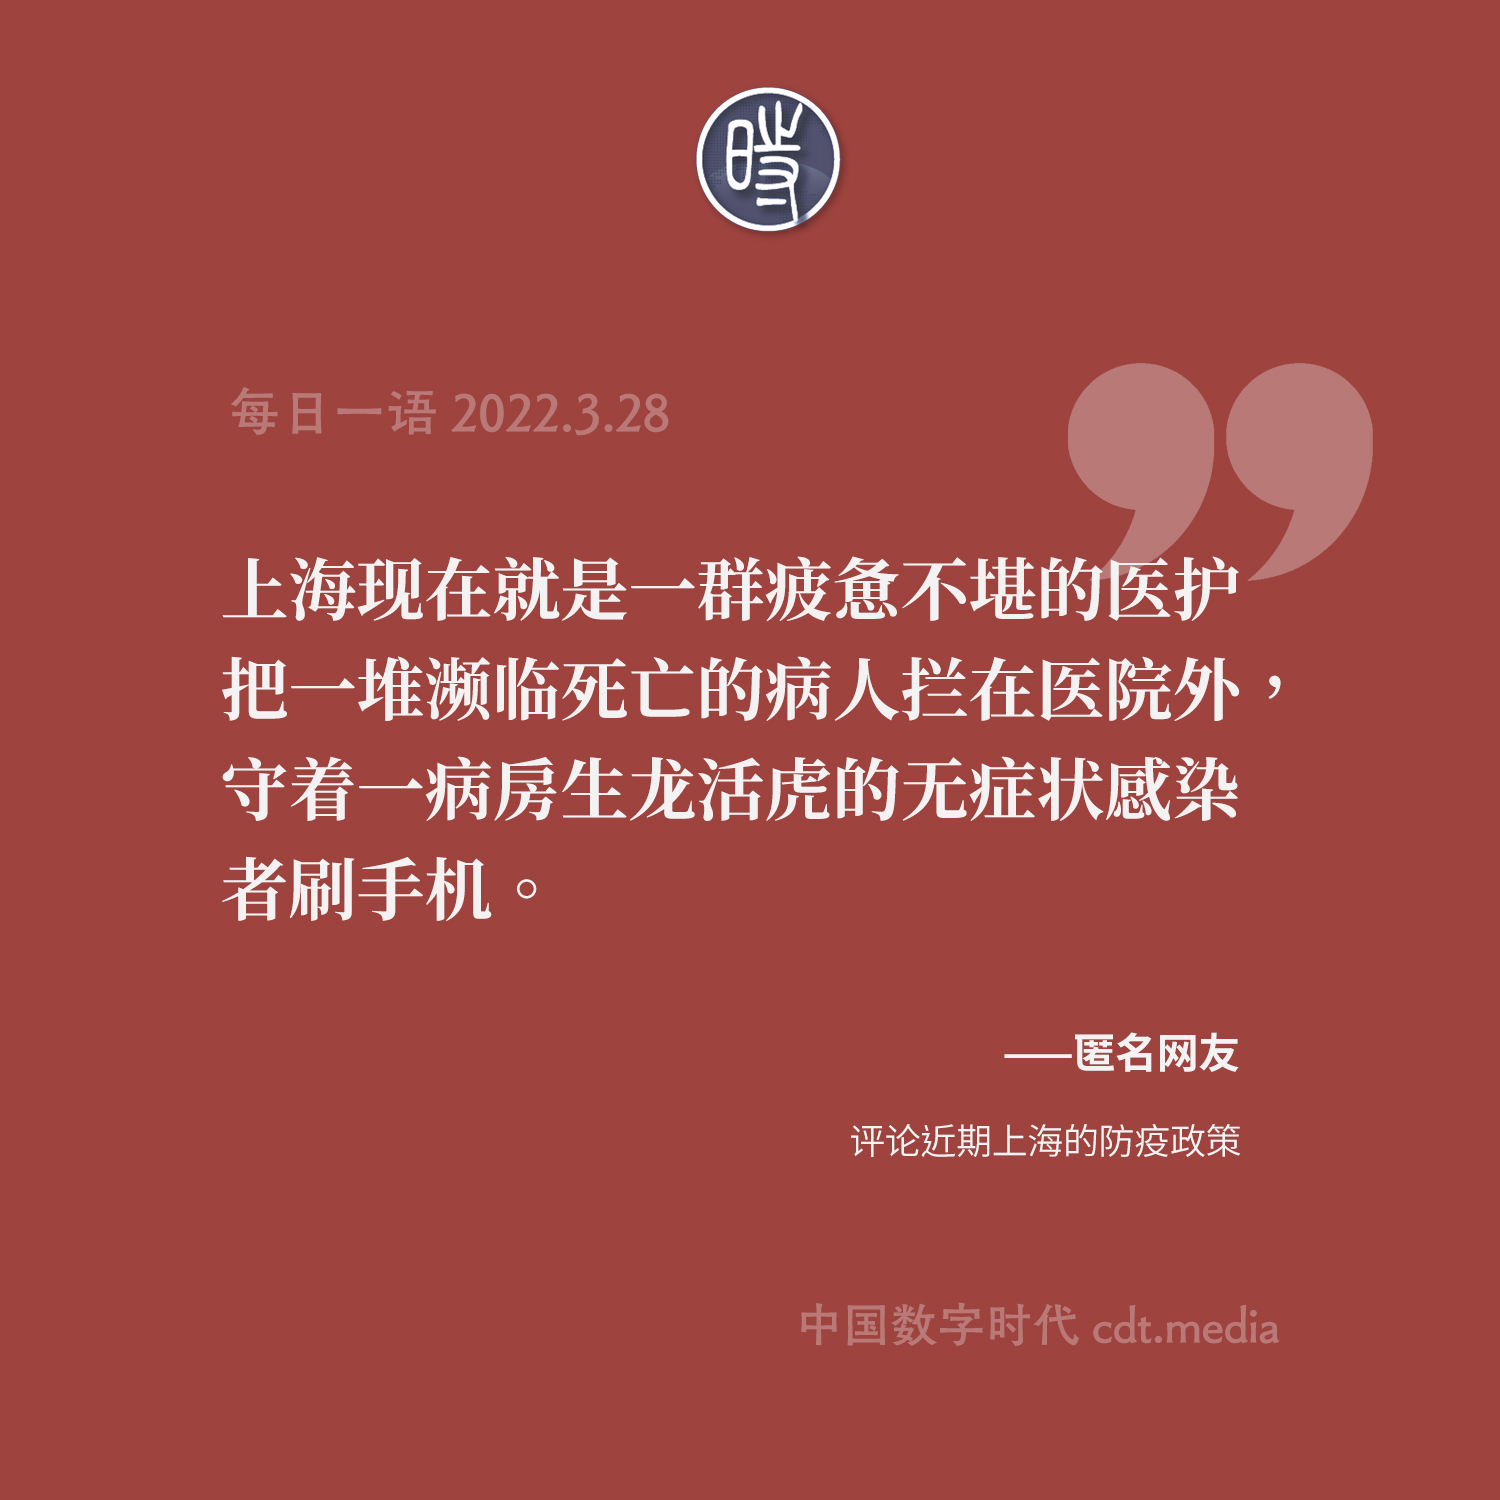 時
每日一语 2022.3.28
”
上海现在就是一群疲惫不堪的医护
把一堆濒临死亡的病人拦在医院外，
守着一病房生龙活虎的无症状感染
者刷手机。
——匿名网友
评论近期上海的防疫政策
中国数字时代 cdt.media